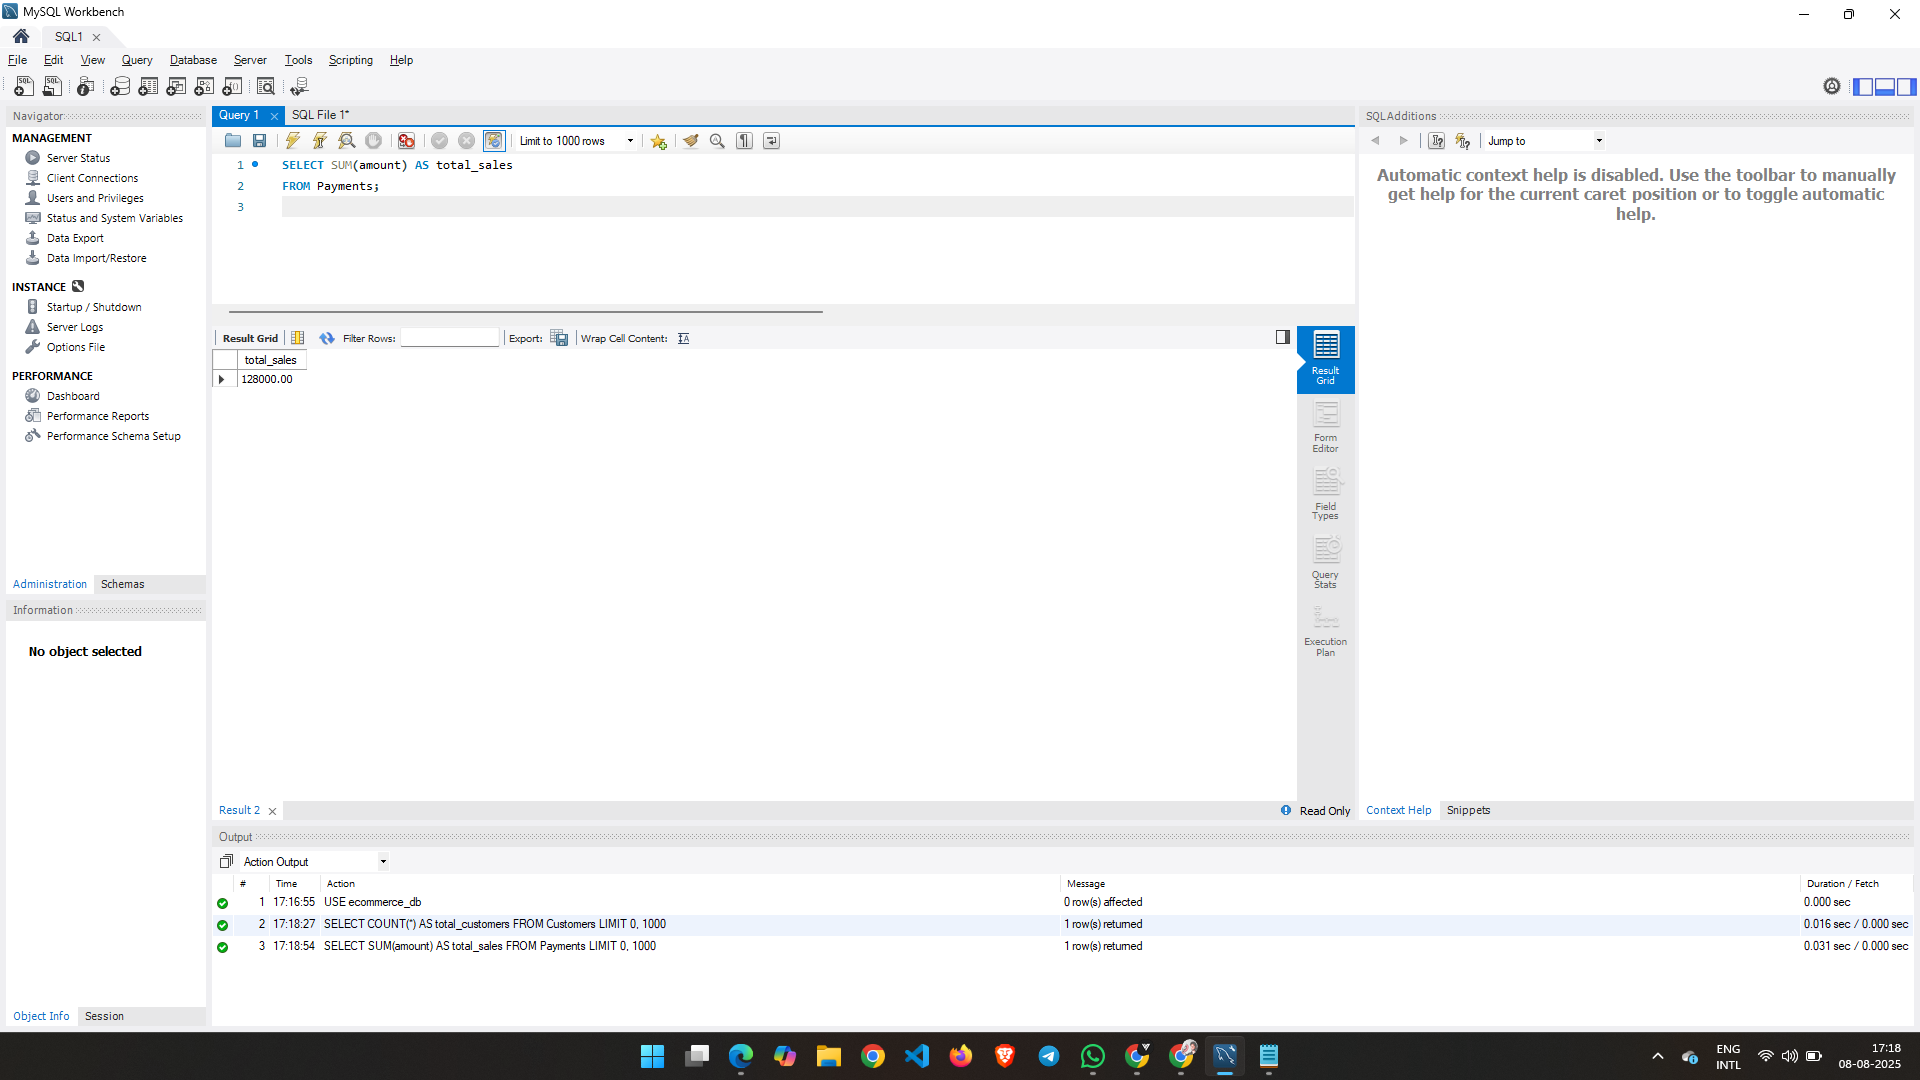 MySQL Workbench
SQL1
File Edit View Query Database Server Tools Scripting Help
Navigator
MANAGEMENT
Server Status
Client Connections
Users and Privileges
Status and System Variables
Data Export
Data Import/Restore
INSTANCE
Startup / Shutdown
Server Logs
Options File
PERFORMANCE
Dashboard
Performance Reports
Performance Schema Setup
Administration Schemas
Information
No object selected
Object Info Session
Query 1 SQL File 1*
Limit to 1000 rows
1 SELECT SUM(amount) AS total_sales
2 FROM Payments;
3
Result Grid Filter Rows: Export: Wrap Cell Content:
total_sales
128000.00
Result Grid
Form Editor
Field Types
Query Stats
Execution Plan
Result 2
Read Only
SQLAdditions
Jump to
Automatic context help is disabled. Use the toolbar to manually
get help for the current caret position or to toggle automatic
help.
Context Help Snippets
Output
Action Output
# Time Action Message Duration / Fetch
1 17:16:55 USE ecommerce_db 0 row(s) affected 0.000 sec
2 17:18:27 SELECT COUNT(*) AS total_customers FROM Customers LIMIT 0, 1000 1 row(s) returned 0.016 sec / 0.000 sec
3 17:18:54 SELECT SUM(amount) AS total_sales FROM Payments LIMIT 0, 1000 1 row(s) returned 0.031 sec / 0.000 sec
ENG
INTL
17:18
08-08-2025